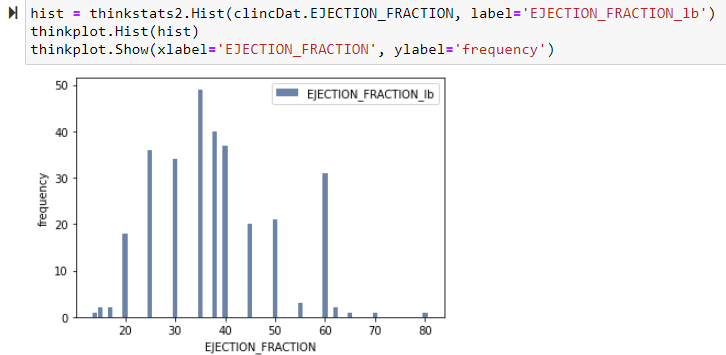 hist = thinkstats2.Hist(clincDat.EJECTION_FRACTION, label='EJECTION_FRACTION_lb')
thinkplot.Hist(hist)
thinkplot.Show(xlabel='EJECTION_FRACTION', ylabel='frequency')
EJECTION_FRACTION_lb
50
40
30
20
10
0
frequency
20 30 40 50 60 70 80
EJECTION_FRACTION